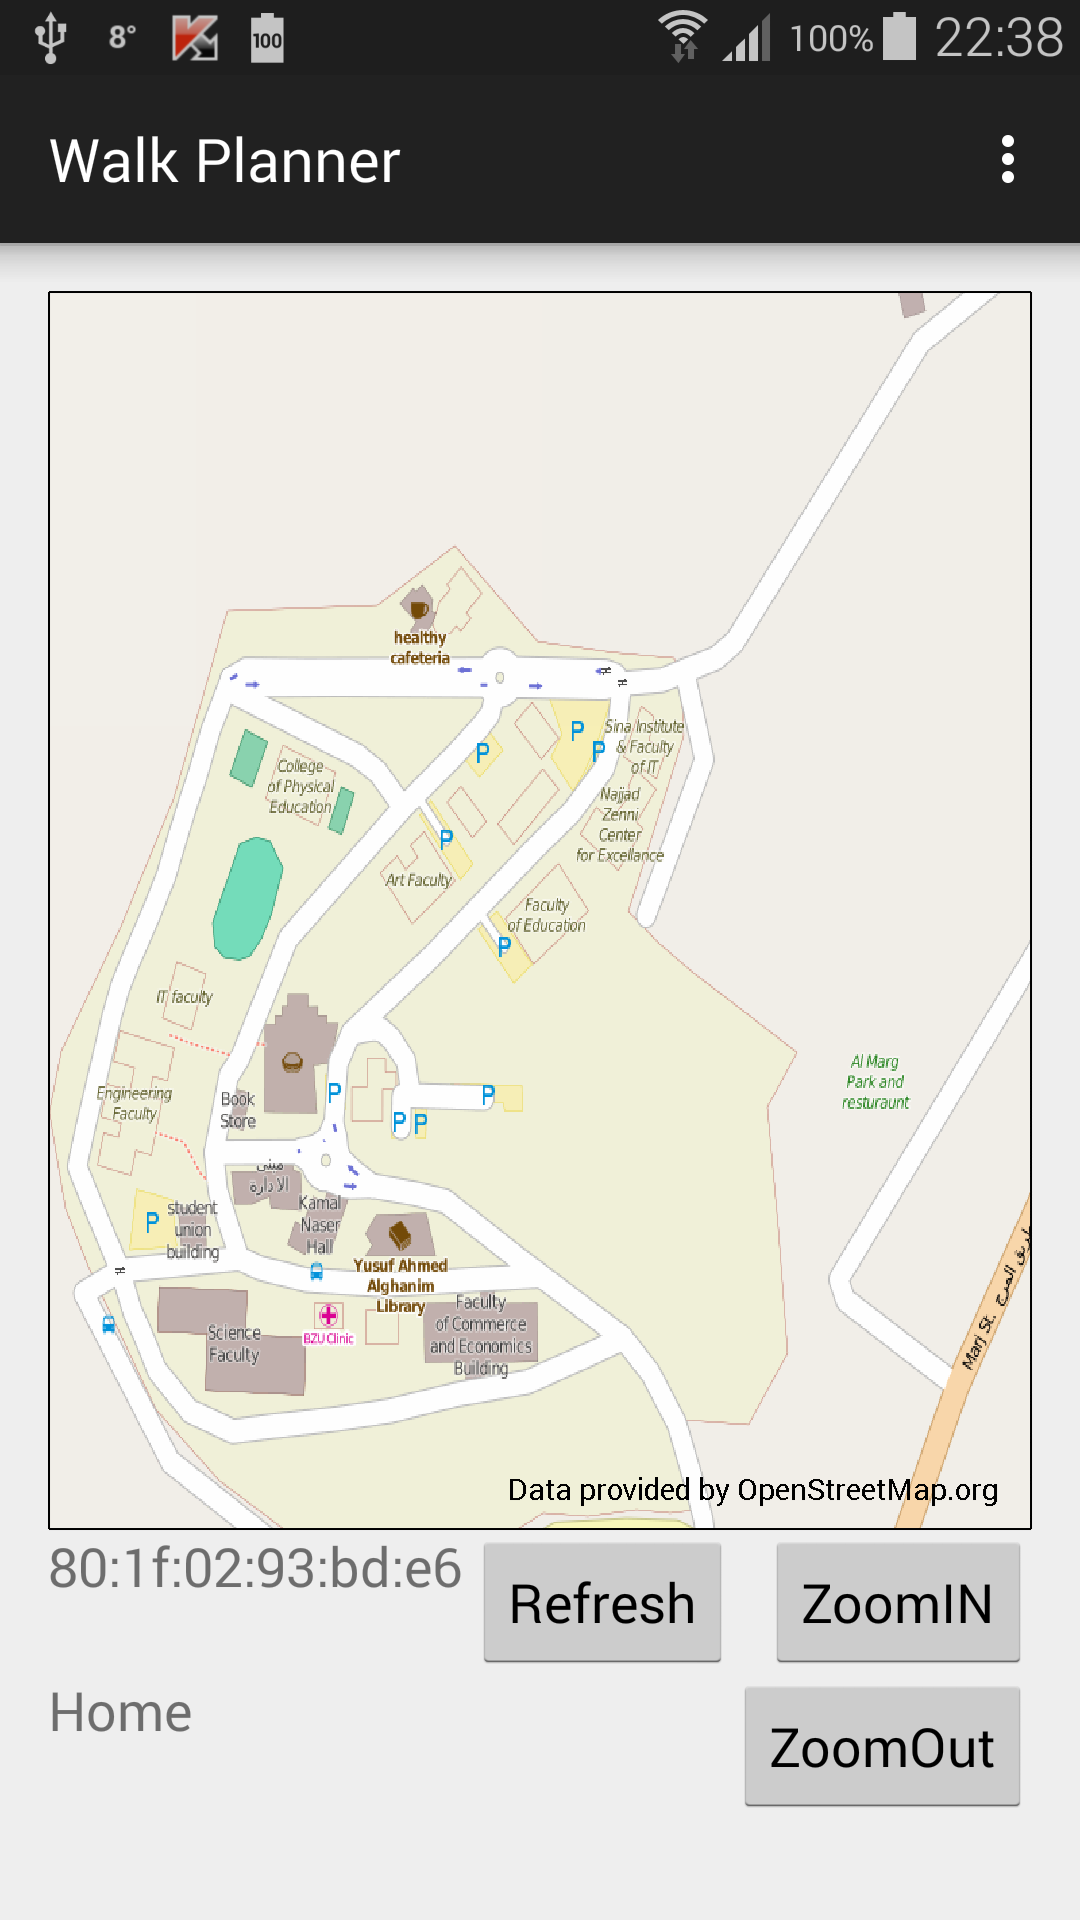 8°
100
100%
22:38
Walk Planner
healthy
cafeteria
P
P
P
Sina Institute
& Faculty
of IT
College
of Physical
Education
Najjad
Zenni
Center
for Excellance
P
Art Faculty
Faculty
of Education
P
IT faculty
Engineering
Faculty
Book
Store
P
P
P
P
Al Marg
Park and
resturaunt
مبنى
الادارة
P
student
union
building
Kamal
Naser
Hall
Yusuf Ahmed
Alghanim
Library
Science
Faculty
BZU Clinic
Faculty
of Commerce
and Economics
Building
Marj St.
المرج
Data provided by OpenStreetMap.org
80:1f:02:93:bd:e6
Refresh
ZoomIN
Home
ZoomOut